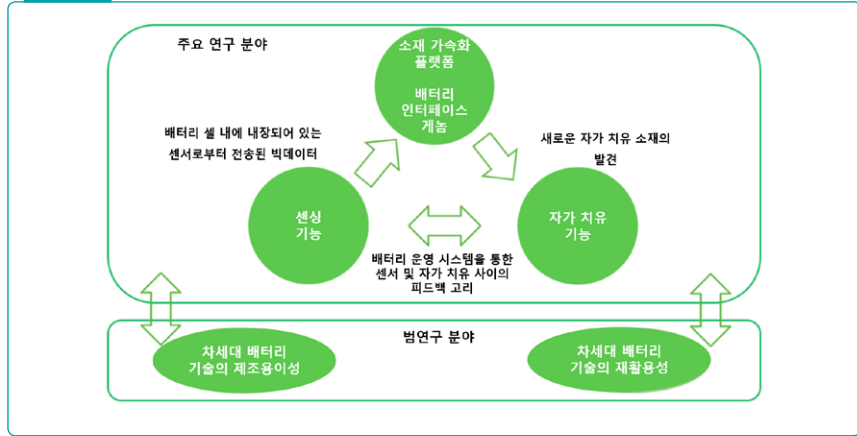 주요 연구 분야
소재 가속화
플랫폼
배터리
인터페이스
게놈
배터리 셀 내에 내장되어 있는
센서로부터 전송된 빅데이터
새로운 자가 치유 소재의
발견
센싱
기능
자가 치유
기능
배터리 운영 시스템을 통한
센서 및 자가 치유 사이의
피드백 고리
범연구 분야
차세대 배터리
기술의 제조용이성
차세대 배터리
기술의 재활용성